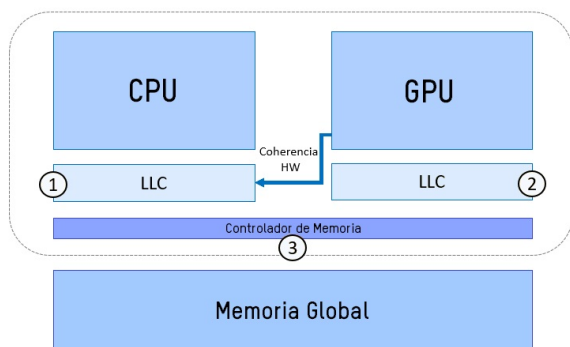 CPU
GPU
Coherencia
HW
1
LLC
LLC
2
Controlador de Memoria
3
Memoria Global